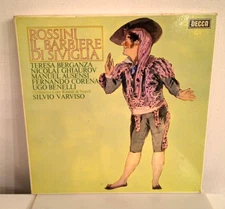 ROSSINI
IL BARBIERE
DI SIVIGLIA
DECCA
TERESA BERGANZA
NICOLAI GHIAUROV
MANUEL AUSENSI
FERNANDO CORENA
UGO BENELLI
SILVIO VARVISO